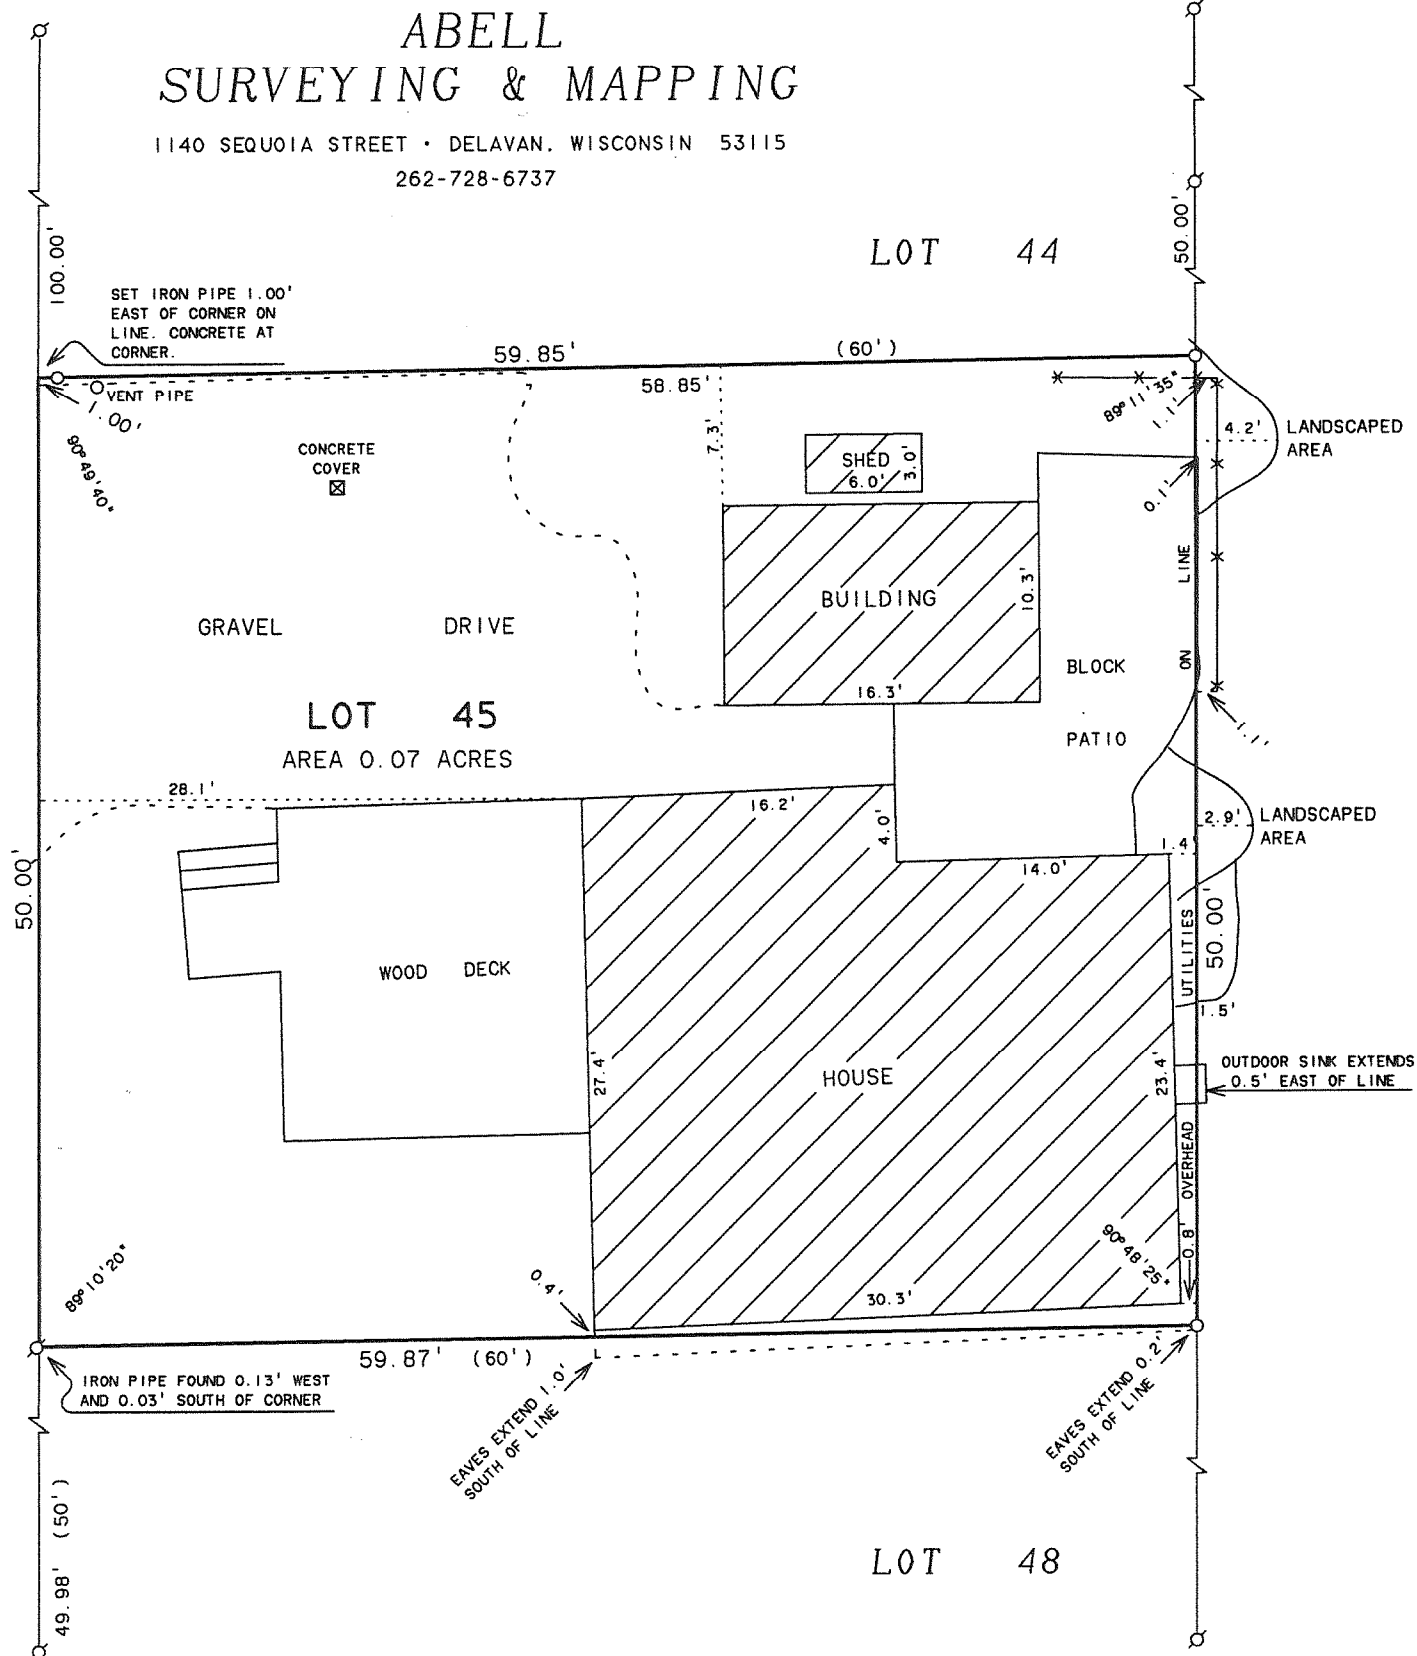 ABELL
SURVEYING & MAPPING
1140 SEQUOIA STREET • DELAVAN, WISCONSIN 53115
262-728-6737
LOT 44
50.00'
100.00'
SET IRON PIPE 1.00'
EAST OF CORNER ON
LINE. CONCRETE AT
CORNER.
59.85'
(60')
58.85'
VENT PIPE
1.00'
90°49'40"
89°11'35"
1.1'
7.3'
4.2'
LANDSCAPED
AREA
CONCRETE
COVER
SHED
6.0'
3.0'
0.1'
BUILDING
10.3'
16.3'
GRAVEL DRIVE
BLOCK
PATIO
LINE
ON
1.1'
LOT 45
AREA 0.07 ACRES
28.1'
16.2'
4.0'
14.0'
2.9'
LANDSCAPED
AREA
1.4'
50.00'
50.00'
UTILITIES
1.5'
WOOD DECK
27.4'
HOUSE
23.4'
OUTDOOR SINK EXTENDS
0.5' EAST OF LINE
OVERHEAD
0.8'
90°48'25"
89°10'20"
0.4'
30.3'
59.87' (60')
IRON PIPE FOUND 0.13' WEST
AND 0.03' SOUTH OF CORNER
EAVES EXTEND 1.0'
SOUTH OF LINE
EAVES EXTEND 0.2'
SOUTH OF LINE
49.98' (50')
LOT 48